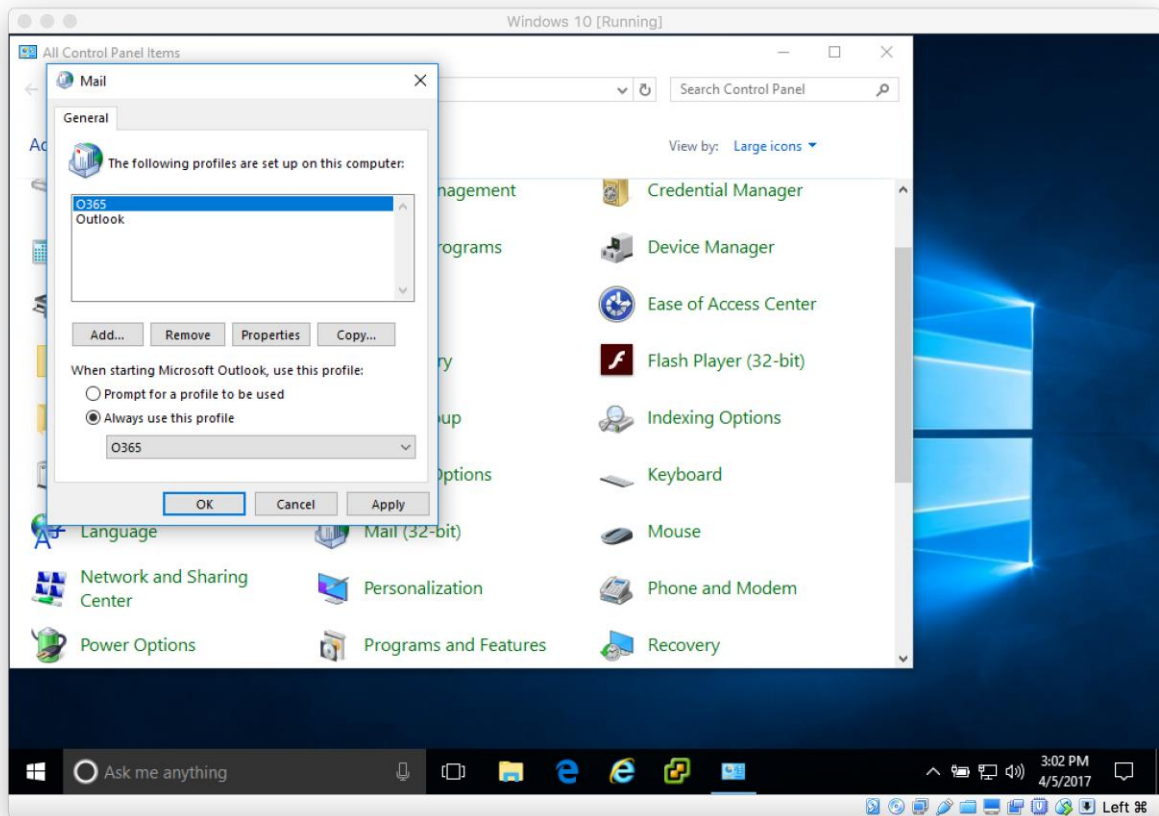 Windows 10 [Running]
All Control Panel Items
Mail
Search Control Panel
General
View by: Large icons
The following profiles are set up on this computer:
O365
Outlook
Add...
Remove
Properties
Copy...
When starting Microsoft Outlook, use this profile:
Prompt for a profile to be used
Always use this profile
O365
OK
Cancel
Apply
Credential Manager
Device Manager
Ease of Access Center
Flash Player (32-bit)
Indexing Options
Keyboard
Language
Mail (32-bit)
Mouse
Network and Sharing
Center
Personalization
Phone and Modem
Power Options
Programs and Features
Recovery
Ask me anything
3:02 PM
4/5/2017
Left ⌘